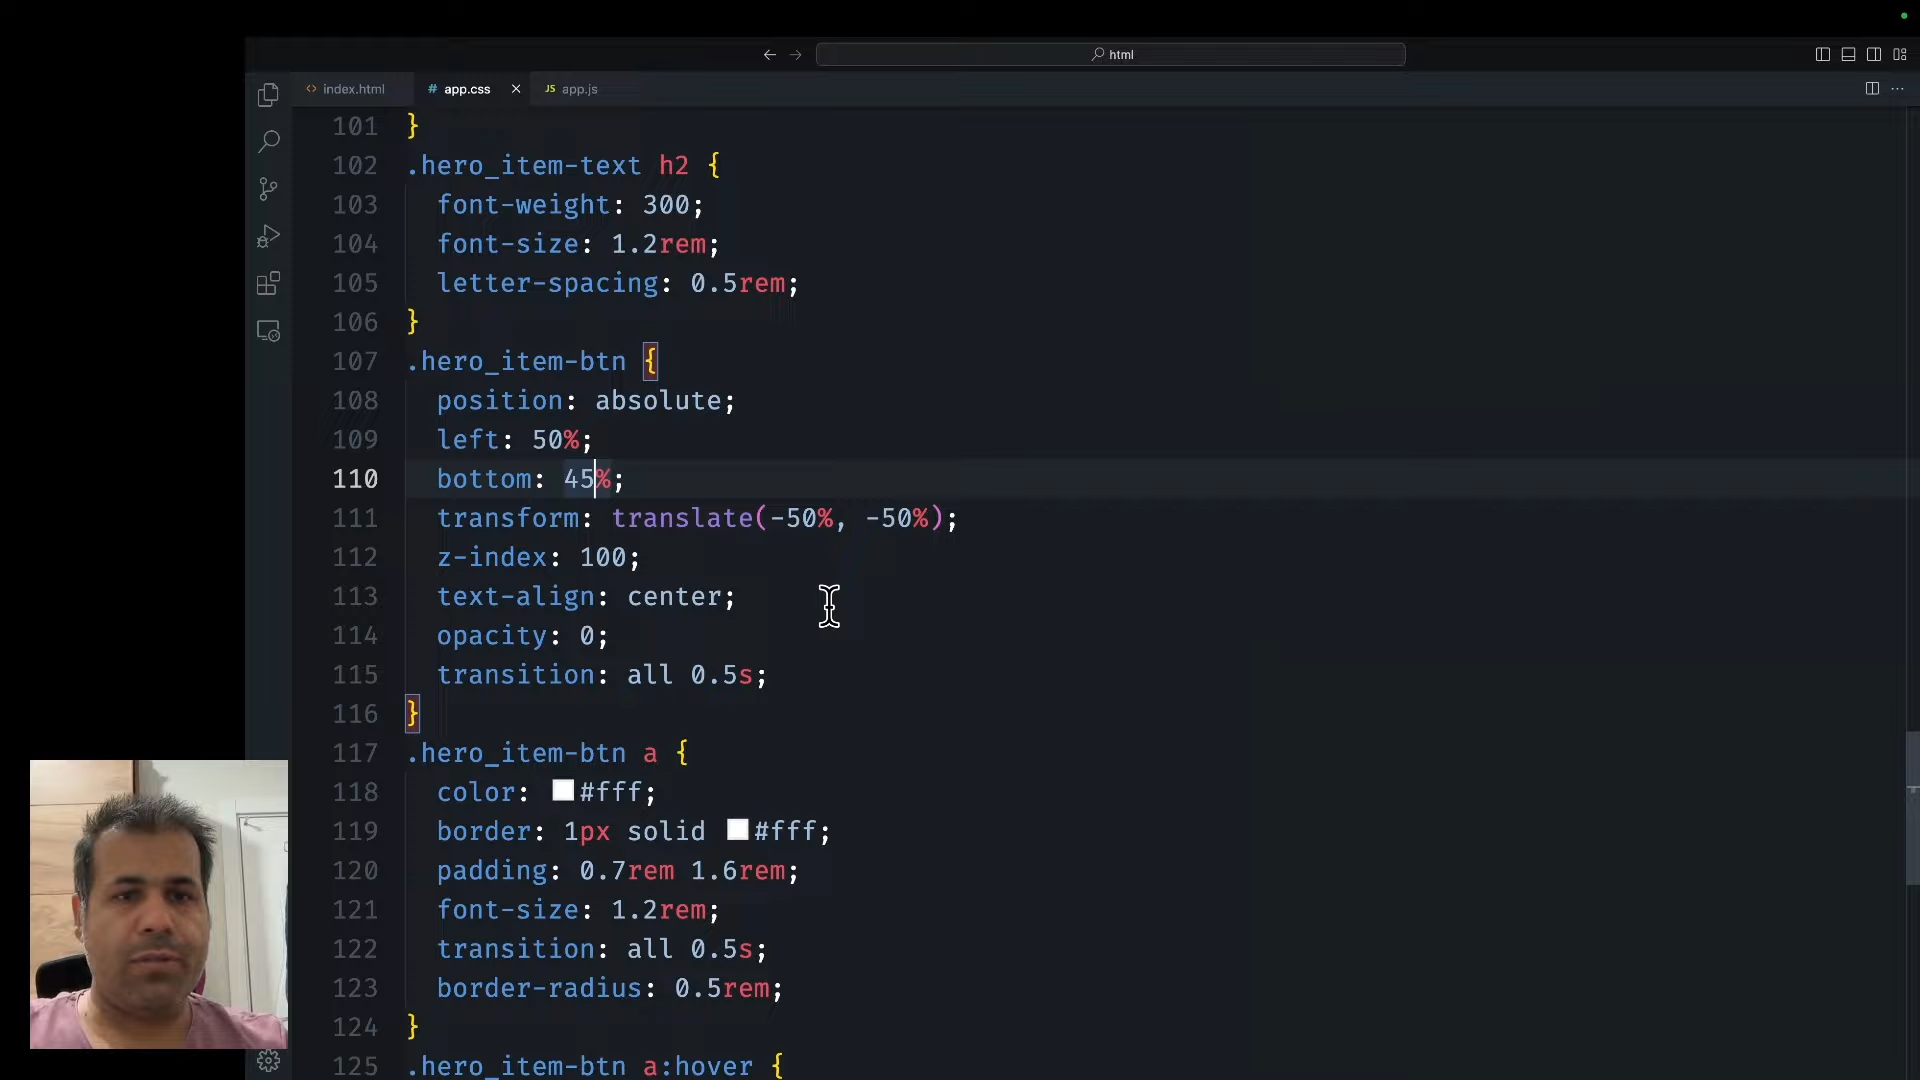 html
index.html
# app.css
JS app.js
101 }
102 .hero_item-text h2 {
103 font-weight: 300;
104 font-size: 1.2rem;
105 letter-spacing: 0.5rem;
106 }
107 .hero_item-btn {
108 position: absolute;
109 left: 50%;
110 bottom: 45%;
111 transform: translate(-50%, -50%);
112 z-index: 100;
113 text-align: center;
114 opacity: 0;
115 transition: all 0.5s;
116 }
117 .hero_item-btn a {
118 color: #fff;
119 border: 1px solid #fff;
120 padding: 0.7rem 1.6rem;
121 font-size: 1.2rem;
122 transition: all 0.5s;
123 border-radius: 0.5rem;
124 }
125 .hero_item-btn a:hover {